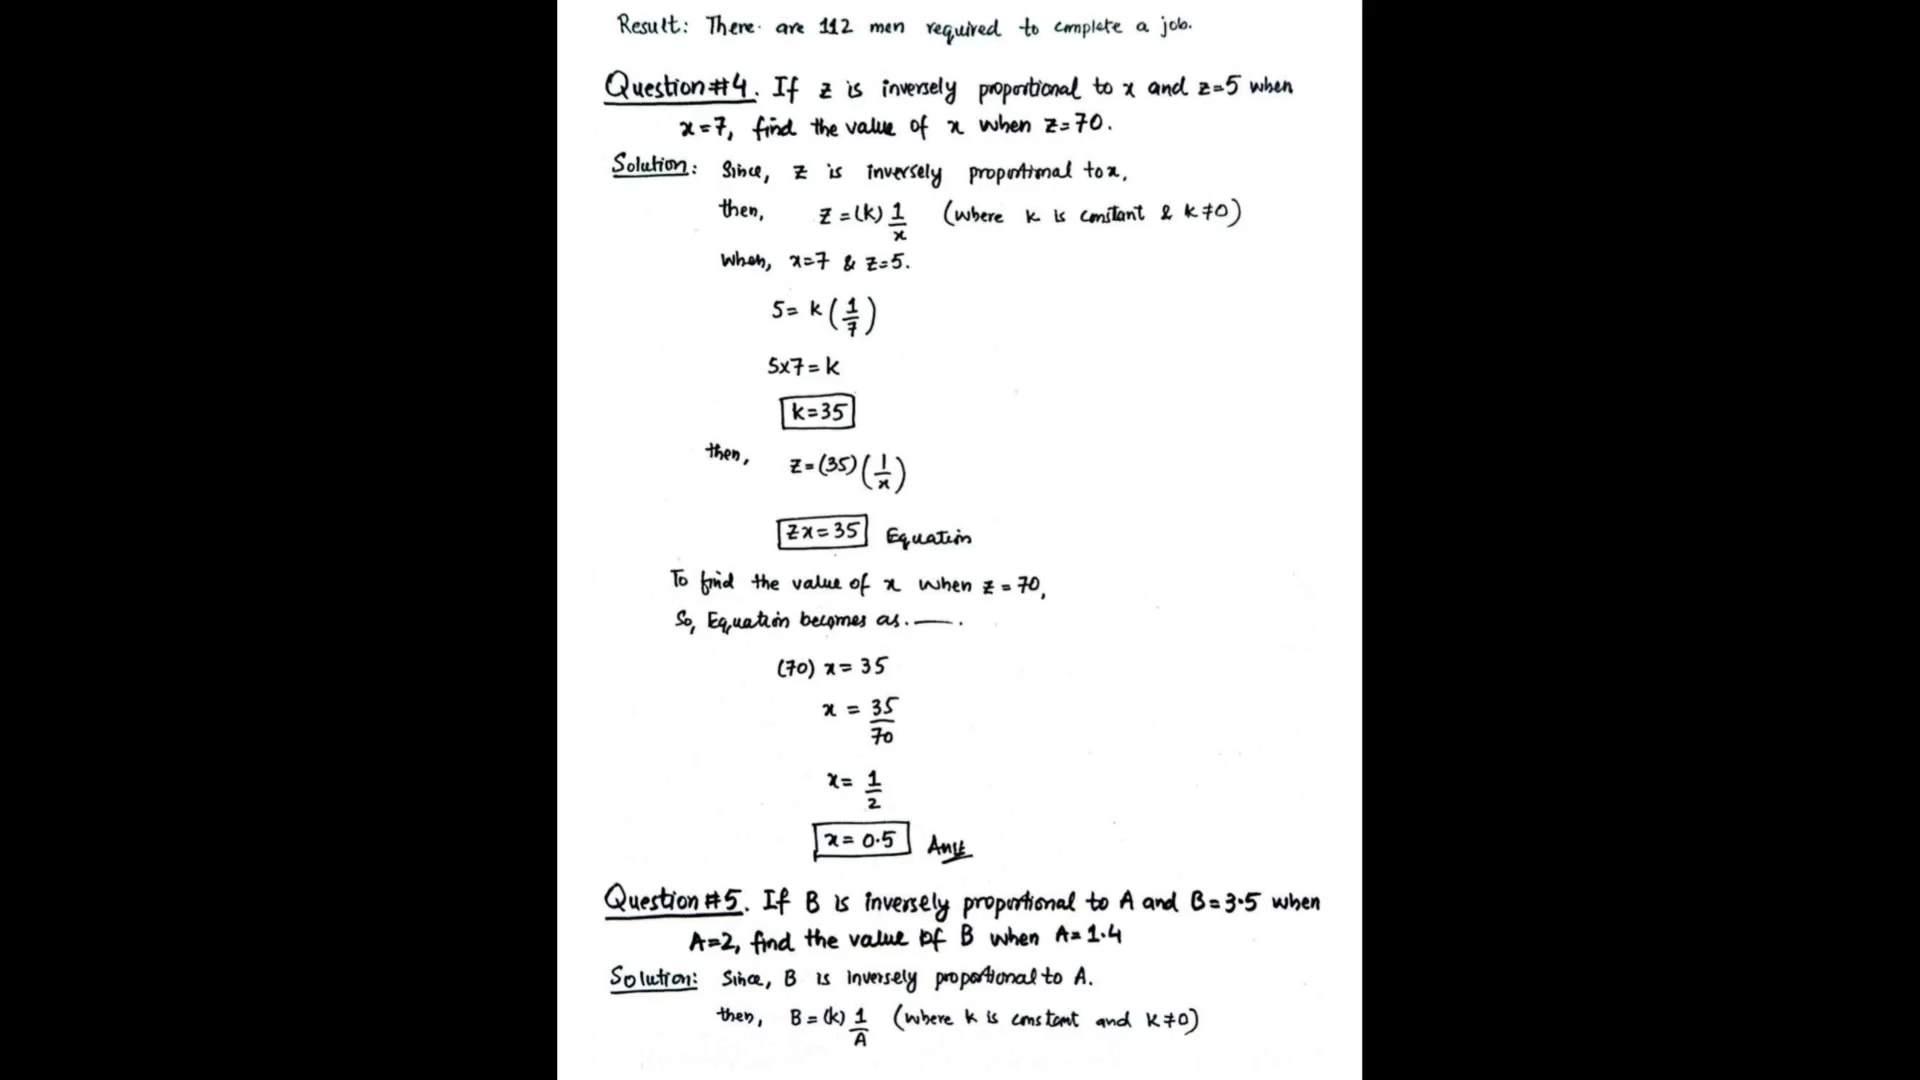 Result: There are 112 men required to complete a job.
Question #4. If z is inversely proportional to x and z=5 when
x=7, find the value of x when z=70.
Solution: Since, z is inversely proportional to x,
then, z = (k) 1/x (where k is constant & k≠0)
When, x=7 & z=5.
5 = k (1/7)
5x7 = k
k=35
then, z = (35) (1/x)
zx = 35 Equation
To find the value of x when z = 70,
So, Equation becomes as.——.
(70) x = 35
x = 35/70
x = 1/2
x = 0.5 Ans
Question #5. If B is inversely proportional to A and B=3.5 when
A=2, find the value of B when A=1.4
Solution: Since, B is inversely proportional to A.
then, B = (k) 1/A (where k is constant and k≠0)